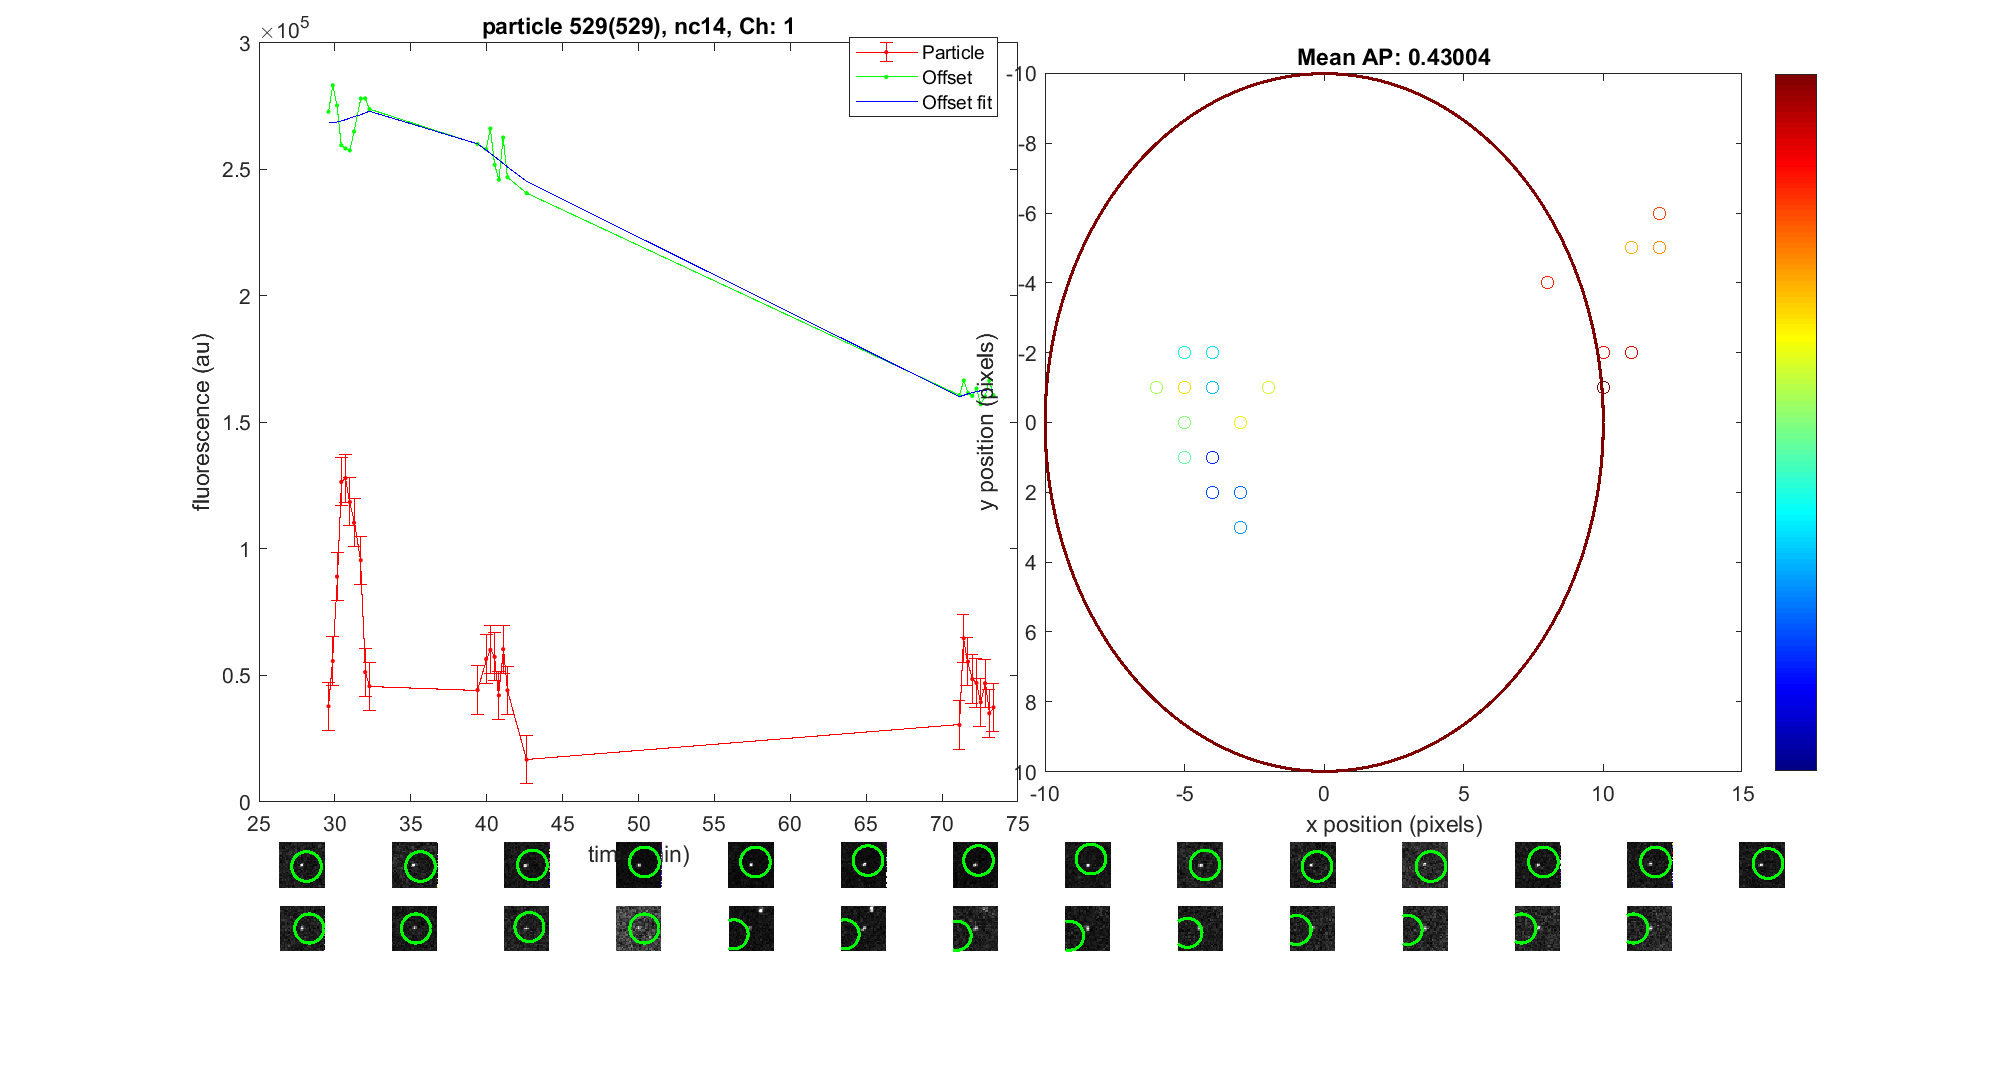 particle 529(529), nc14, Ch: 1
×10^5
Particle
Offset
Offset fit
3
2.5
2
1.5
1
0.5
0
fluorescence (au)
25 30 35 40 45 50 55 60 65 70 75
Mean AP: 0.43004
-10
-8
-6
-4
-2
0
2
4
6
8
10
y position (pixels)
-10 -5 0 5 10 15
x position (pixels)